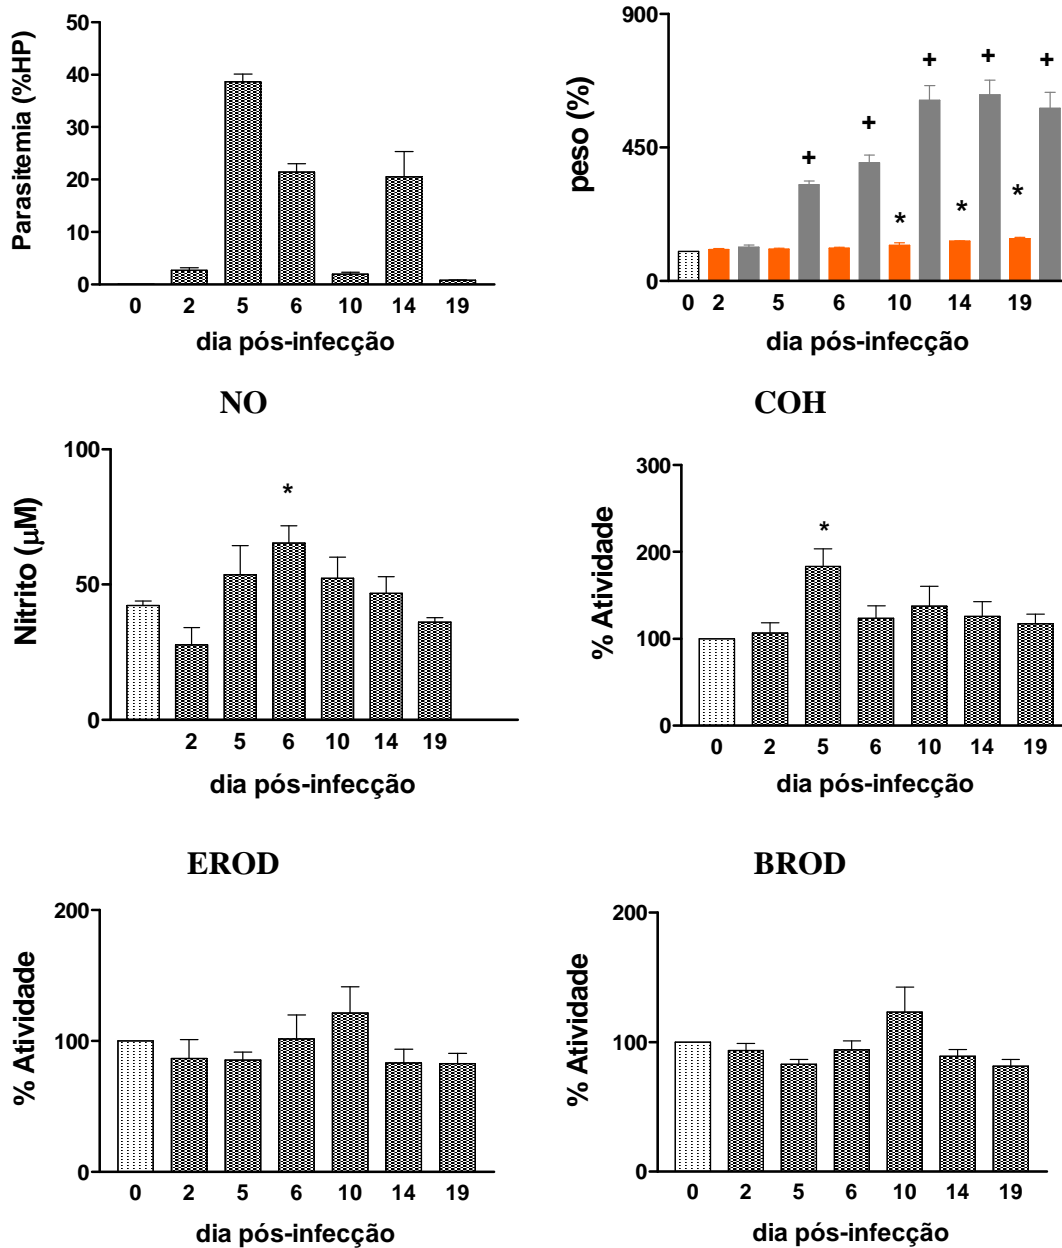 Parasitemia (%HP)
50
40
30
20
10
0
0 2 5 6 10 14 19
dia pós-infecção
peso (%)
900
450
0
+ + + + +
* * *
0 2 5 6 10 14 19
dia pós-infecção
NO
Nitrito (µM)
100
50
0
*
2 5 6 10 14 19
dia pós-infecção
COH
% Atividade
300
200
100
0
*
0 2 5 6 10 14 19
dia pós-infecção
EROD
% Atividade
200
100
0
0 2 5 6 10 14 19
dia pós-infecção
BROD
% Atividade
200
100
0
0 2 5 6 10 14 19
dia pós-infecção